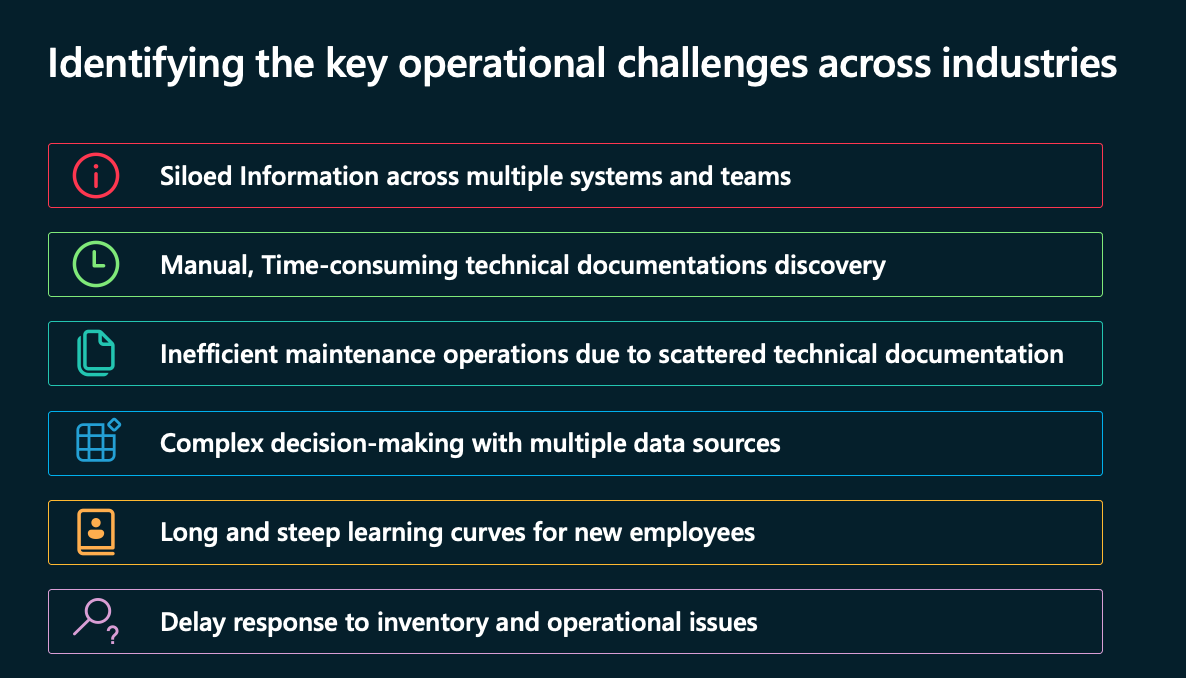 Identifying the key operational challenges across industries
Siloed Information across multiple systems and teams
Manual, Time-consuming technical documentations discovery
Inefficient maintenance operations due to scattered technical documentation
Complex decision-making with multiple data sources
Long and steep learning curves for new employees
Delay response to inventory and operational issues